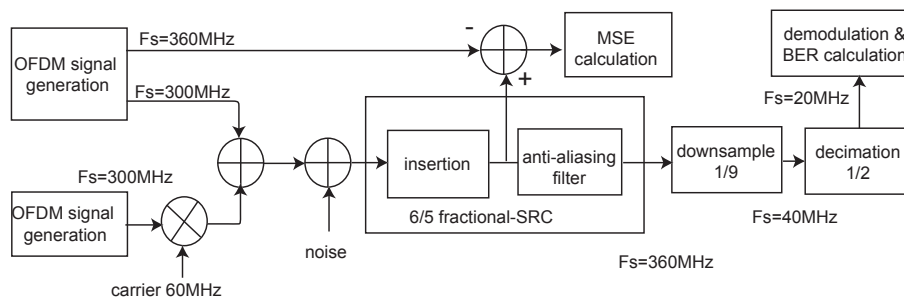 Fs=360MHz
-
MSE
calculation
demodulation &
BER calculation
OFDM signal
generation
Fs=300MHz
+
Fs=20MHz
insertion
anti-aliasing
filter
downsample
1/9
decimation
1/2
6/5 fractional-SRC
Fs=300MHz
OFDM signal
generation
noise
Fs=40MHz
Fs=360MHz
carrier 60MHz